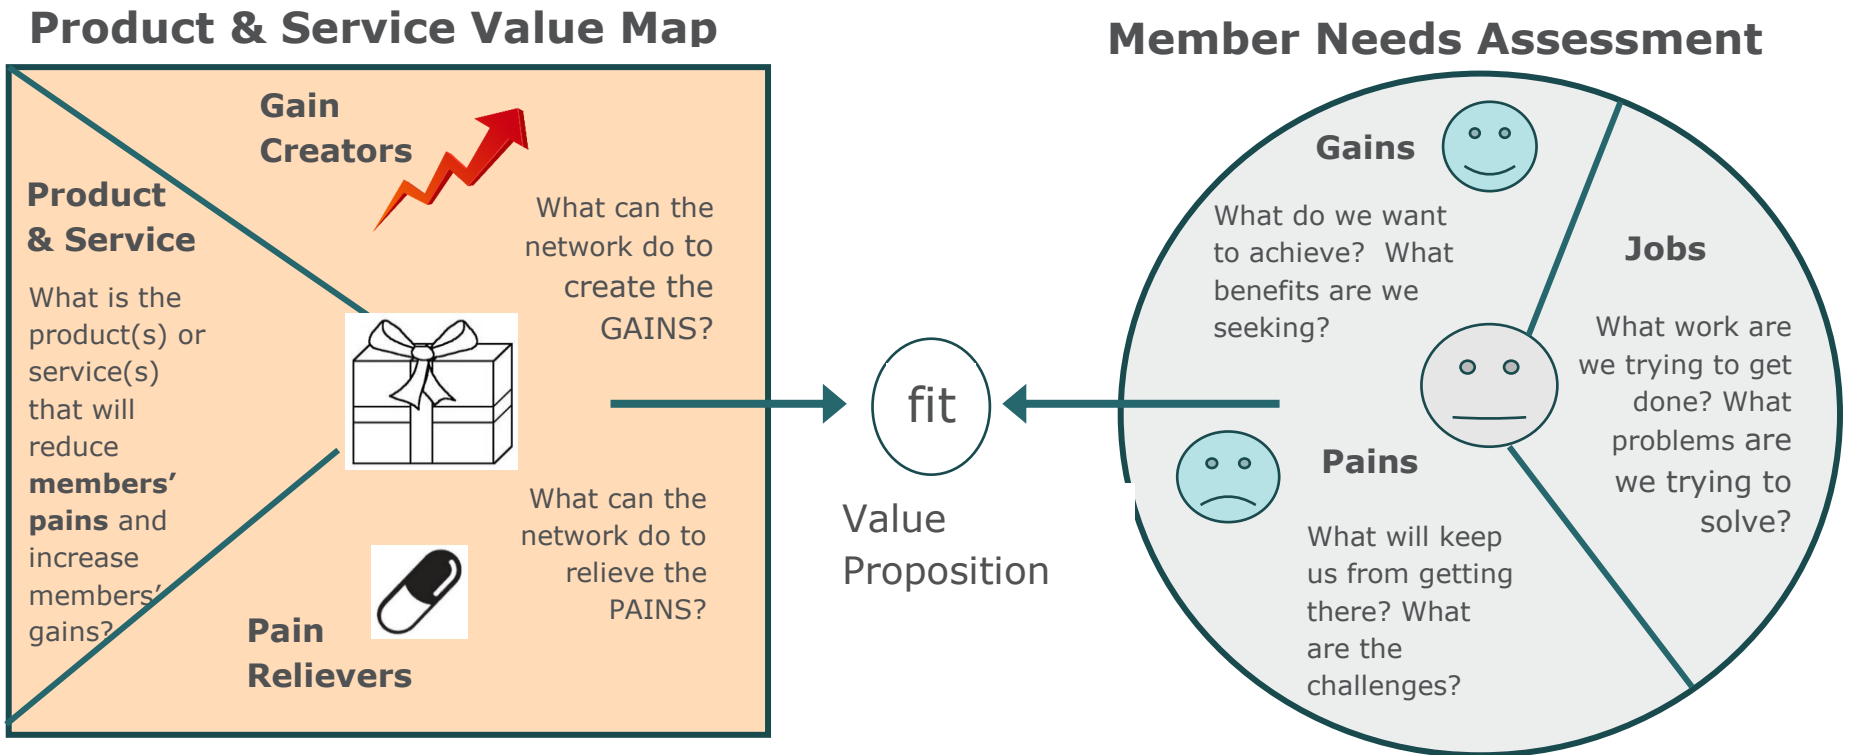 Product & Service Value Map
Gain
Creators
Product
& Service
What is the
product(s) or
service(s)
that will
reduce
members’
pains and
increase
members’
gains?
What can the
network do to
create the
GAINS?
What can the
network do to
relieve the
PAINS?
Pain
Relievers
fit
Value
Proposition
Member Needs Assessment
Gains
What do we want
to achieve?  What
benefits are we
seeking?
Jobs
What work are
we trying to get
done? What
problems are
we trying to
solve?
Pains
What will keep
us from getting
there? What
are the
challenges?